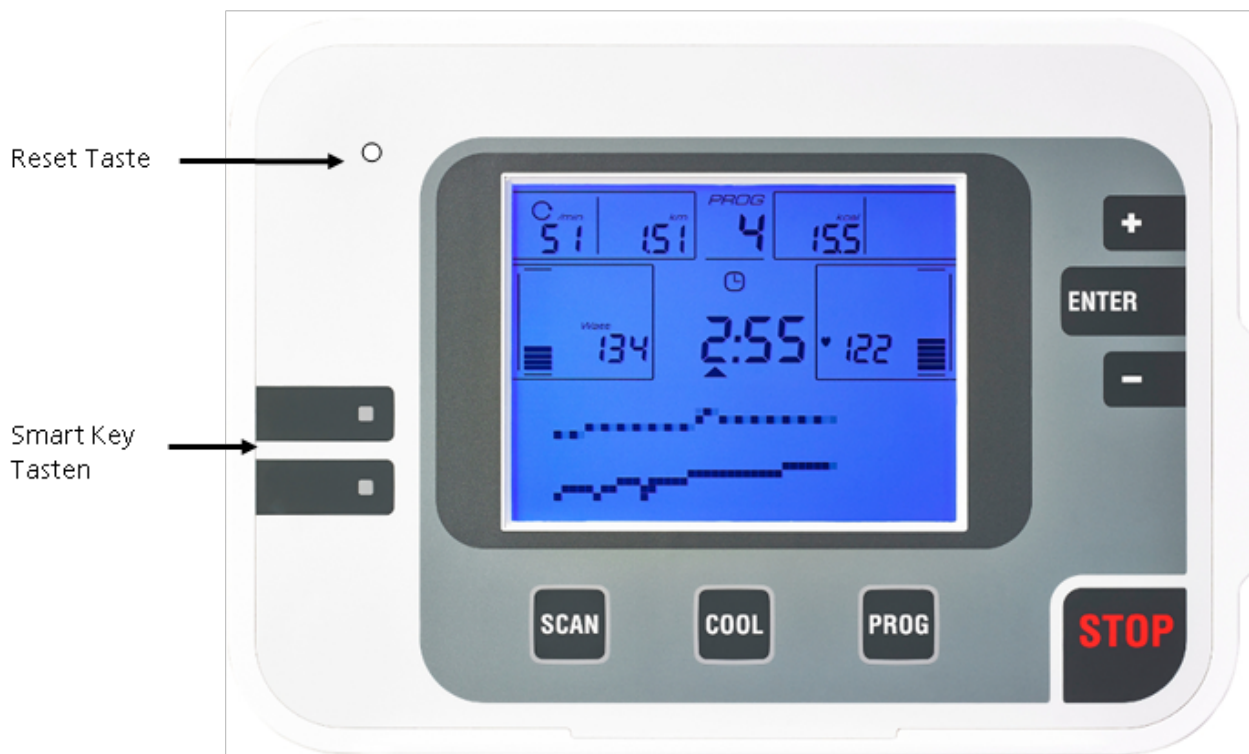 Reset Taste
/min
km
PROG
kcal
51
1.51
4
15.5
+
ENTER
-
Watt
134
2:55
122
Smart Key
Tasten
SCAN
COOL
PROG
STOP